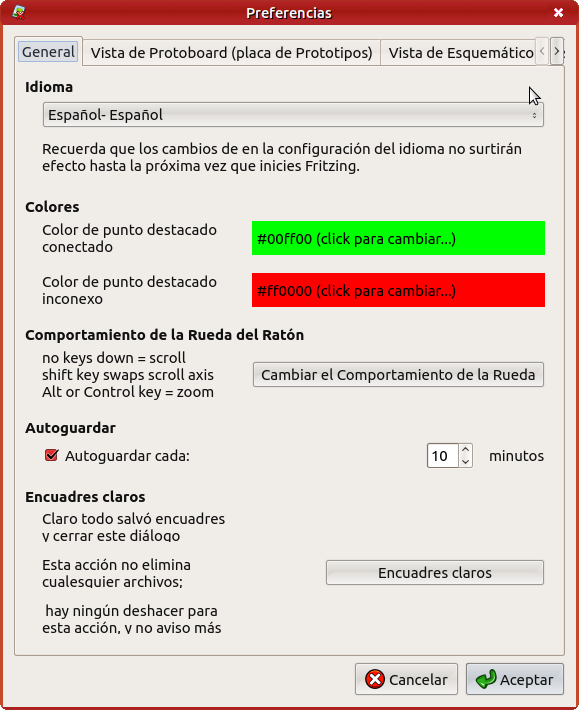 Preferencias
General
Vista de Protoboard (placa de Prototipos)
Vista de Esquemático
Idioma
Español- Español
Recuerda que los cambios de en la configuración del idioma no surtirán
efecto hasta la próxima vez que inicies Fritzing.
Colores
Color de punto destacado
conectado
#00ff00 (click para cambiar...)
Color de punto destacado
inconexo
#ff0000 (click para cambiar...)
Comportamiento de la Rueda del Ratón
no keys down = scroll
shift key swaps scroll axis
Alt or Control key = zoom
Cambiar el Comportamiento de la Rueda
Autoguardar
Autoguardar cada:
10
minutos
Encuadres claros
Claro todo salvó encuadres
y cerrar este diálogo
Esta acción no elimina
cualesquier archivos;
Encuadres claros
hay ningún deshacer para
esta acción, y no aviso más
Cancelar
Aceptar